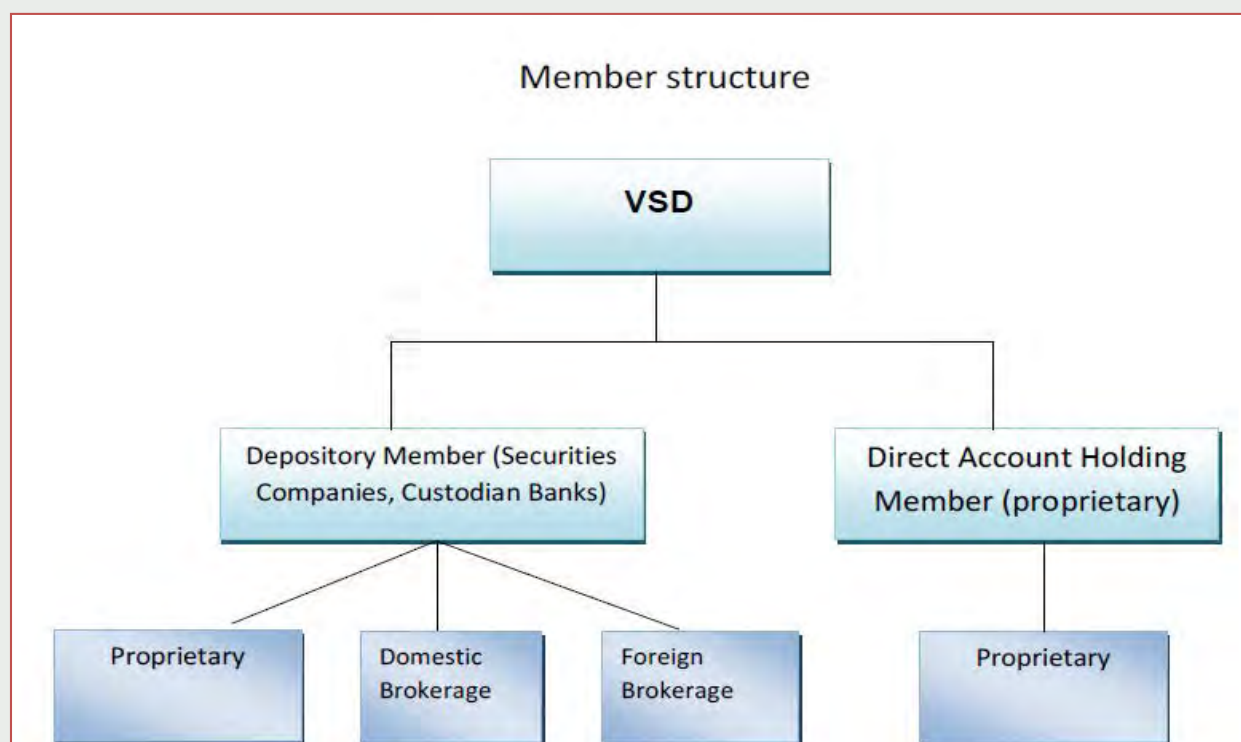 Member structure
VSD
Depository Member (Securities
Companies, Custodian Banks)
Direct Account Holding
Member (proprietary)
Proprietary
Domestic
Brokerage
Foreign
Brokerage
Proprietary